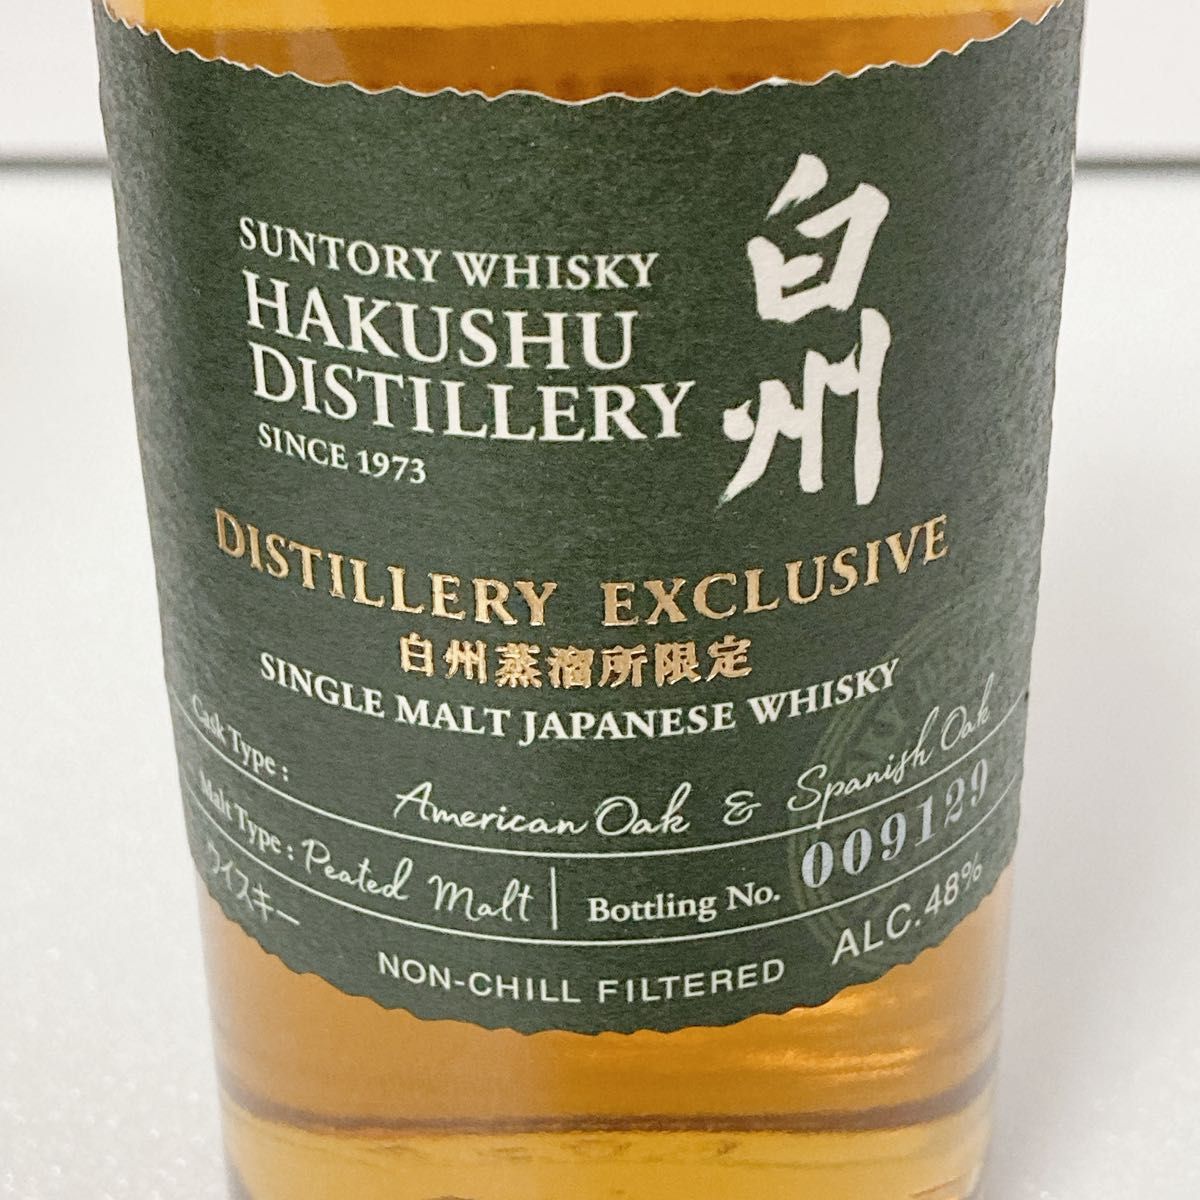 SUNTORY WHISKY
HAKUSHU
DISTILLERY
SINCE 1973
白州
DISTILLERY EXCLUSIVE
白州蒸溜所限定
SINGLE MALT JAPANESE WHISKY
Cask Type : American Oak & Spanish Oak
Malt Type : Peated Malt | Bottling No. 009129
ウイスキー
NON-CHILL FILTERED
ALC.48%